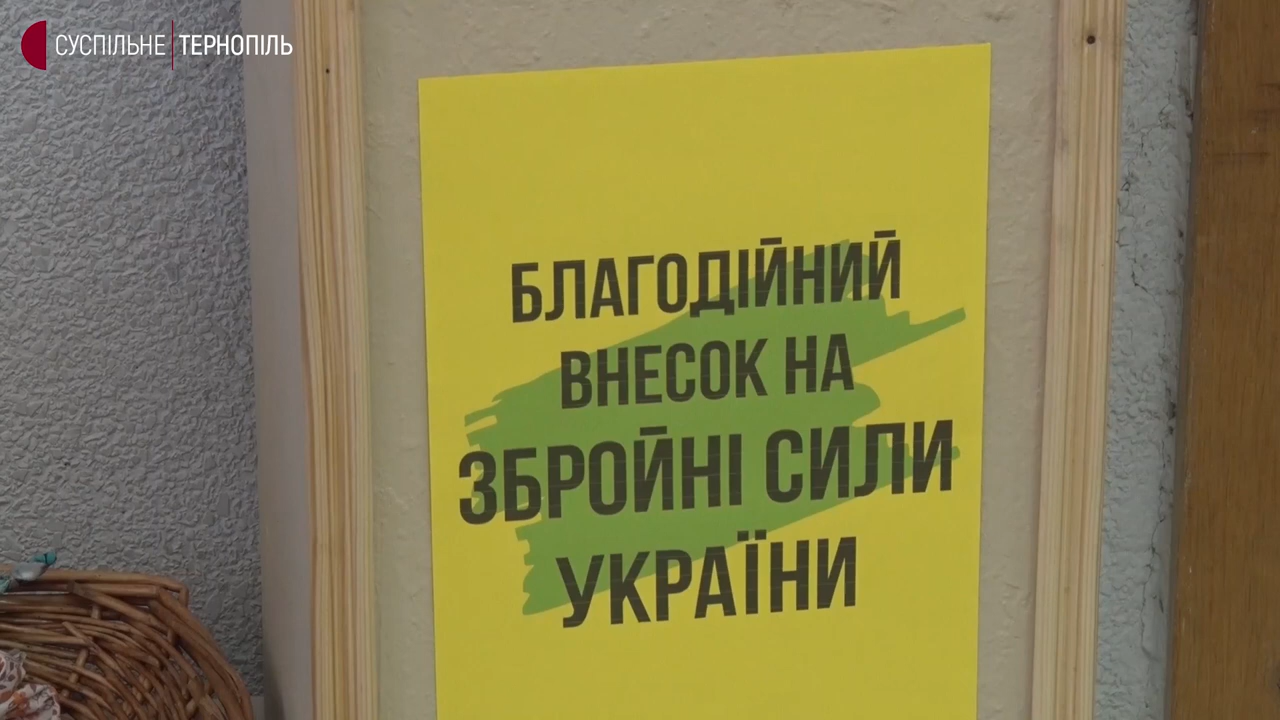 СУСПІЛЬНЕ ТЕРНОПІЛЬ
БЛАГОДІЙНИЙ
ВНЕСОК НА
ЗБРОЙНІ СИЛИ
УКРАЇНИ